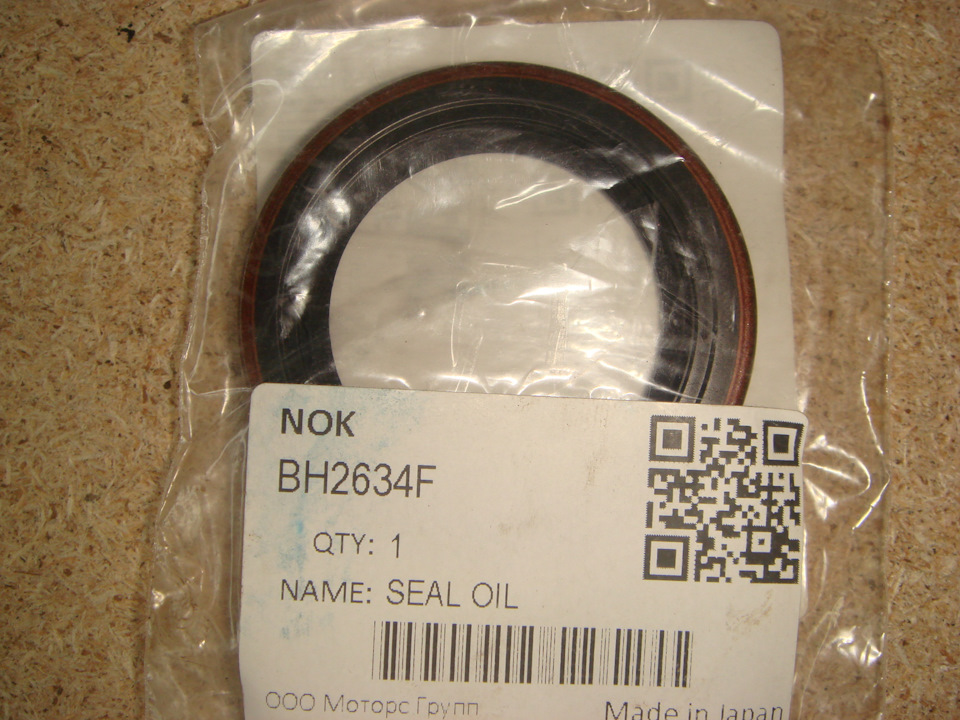 NOK
BH2634F
QTY: 1
NAME: SEAL OIL
ООО Моторс Групп
Made in Japan